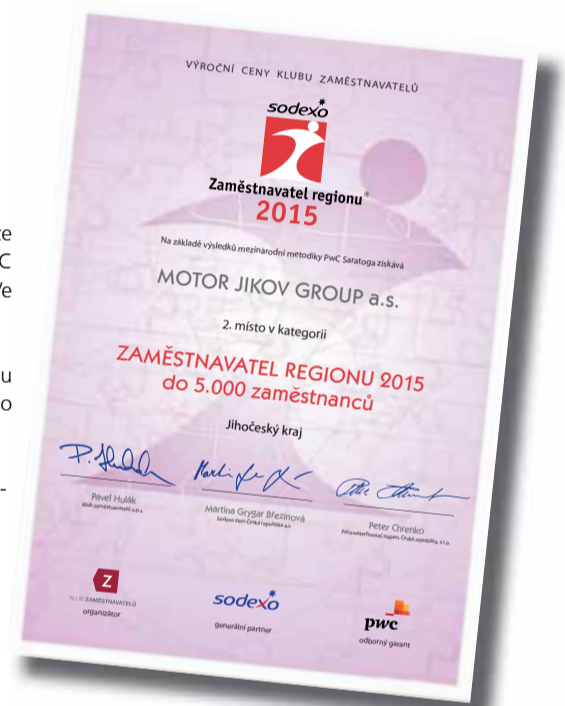 VÝROČNÍ CENY KLUBU ZAMĚSTNAVATELŮ
sodexo
Zaměstnavatel regionu®
2015
Na základě výsledků mezinárodní metodiky PwC Saratoga získává
MOTOR JIKOV GROUP a.s.
2. místo v kategorii
ZAMĚSTNAVATEL REGIONU 2015
do 5.000 zaměstnanců
Jihočeský kraj
Pavel Hulák
Klub zaměstnavatelů o.p.s.
Martina Grygar Březinová
Sodexo Pass Česká republika a.s.
Peter Chrenko
PricewaterhouseCoopers Česká republika, s.r.o.
Z
KLUB ZAMĚSTNAVATELŮ
organizátor
sodexo
generální partner
pwc
odborný garant